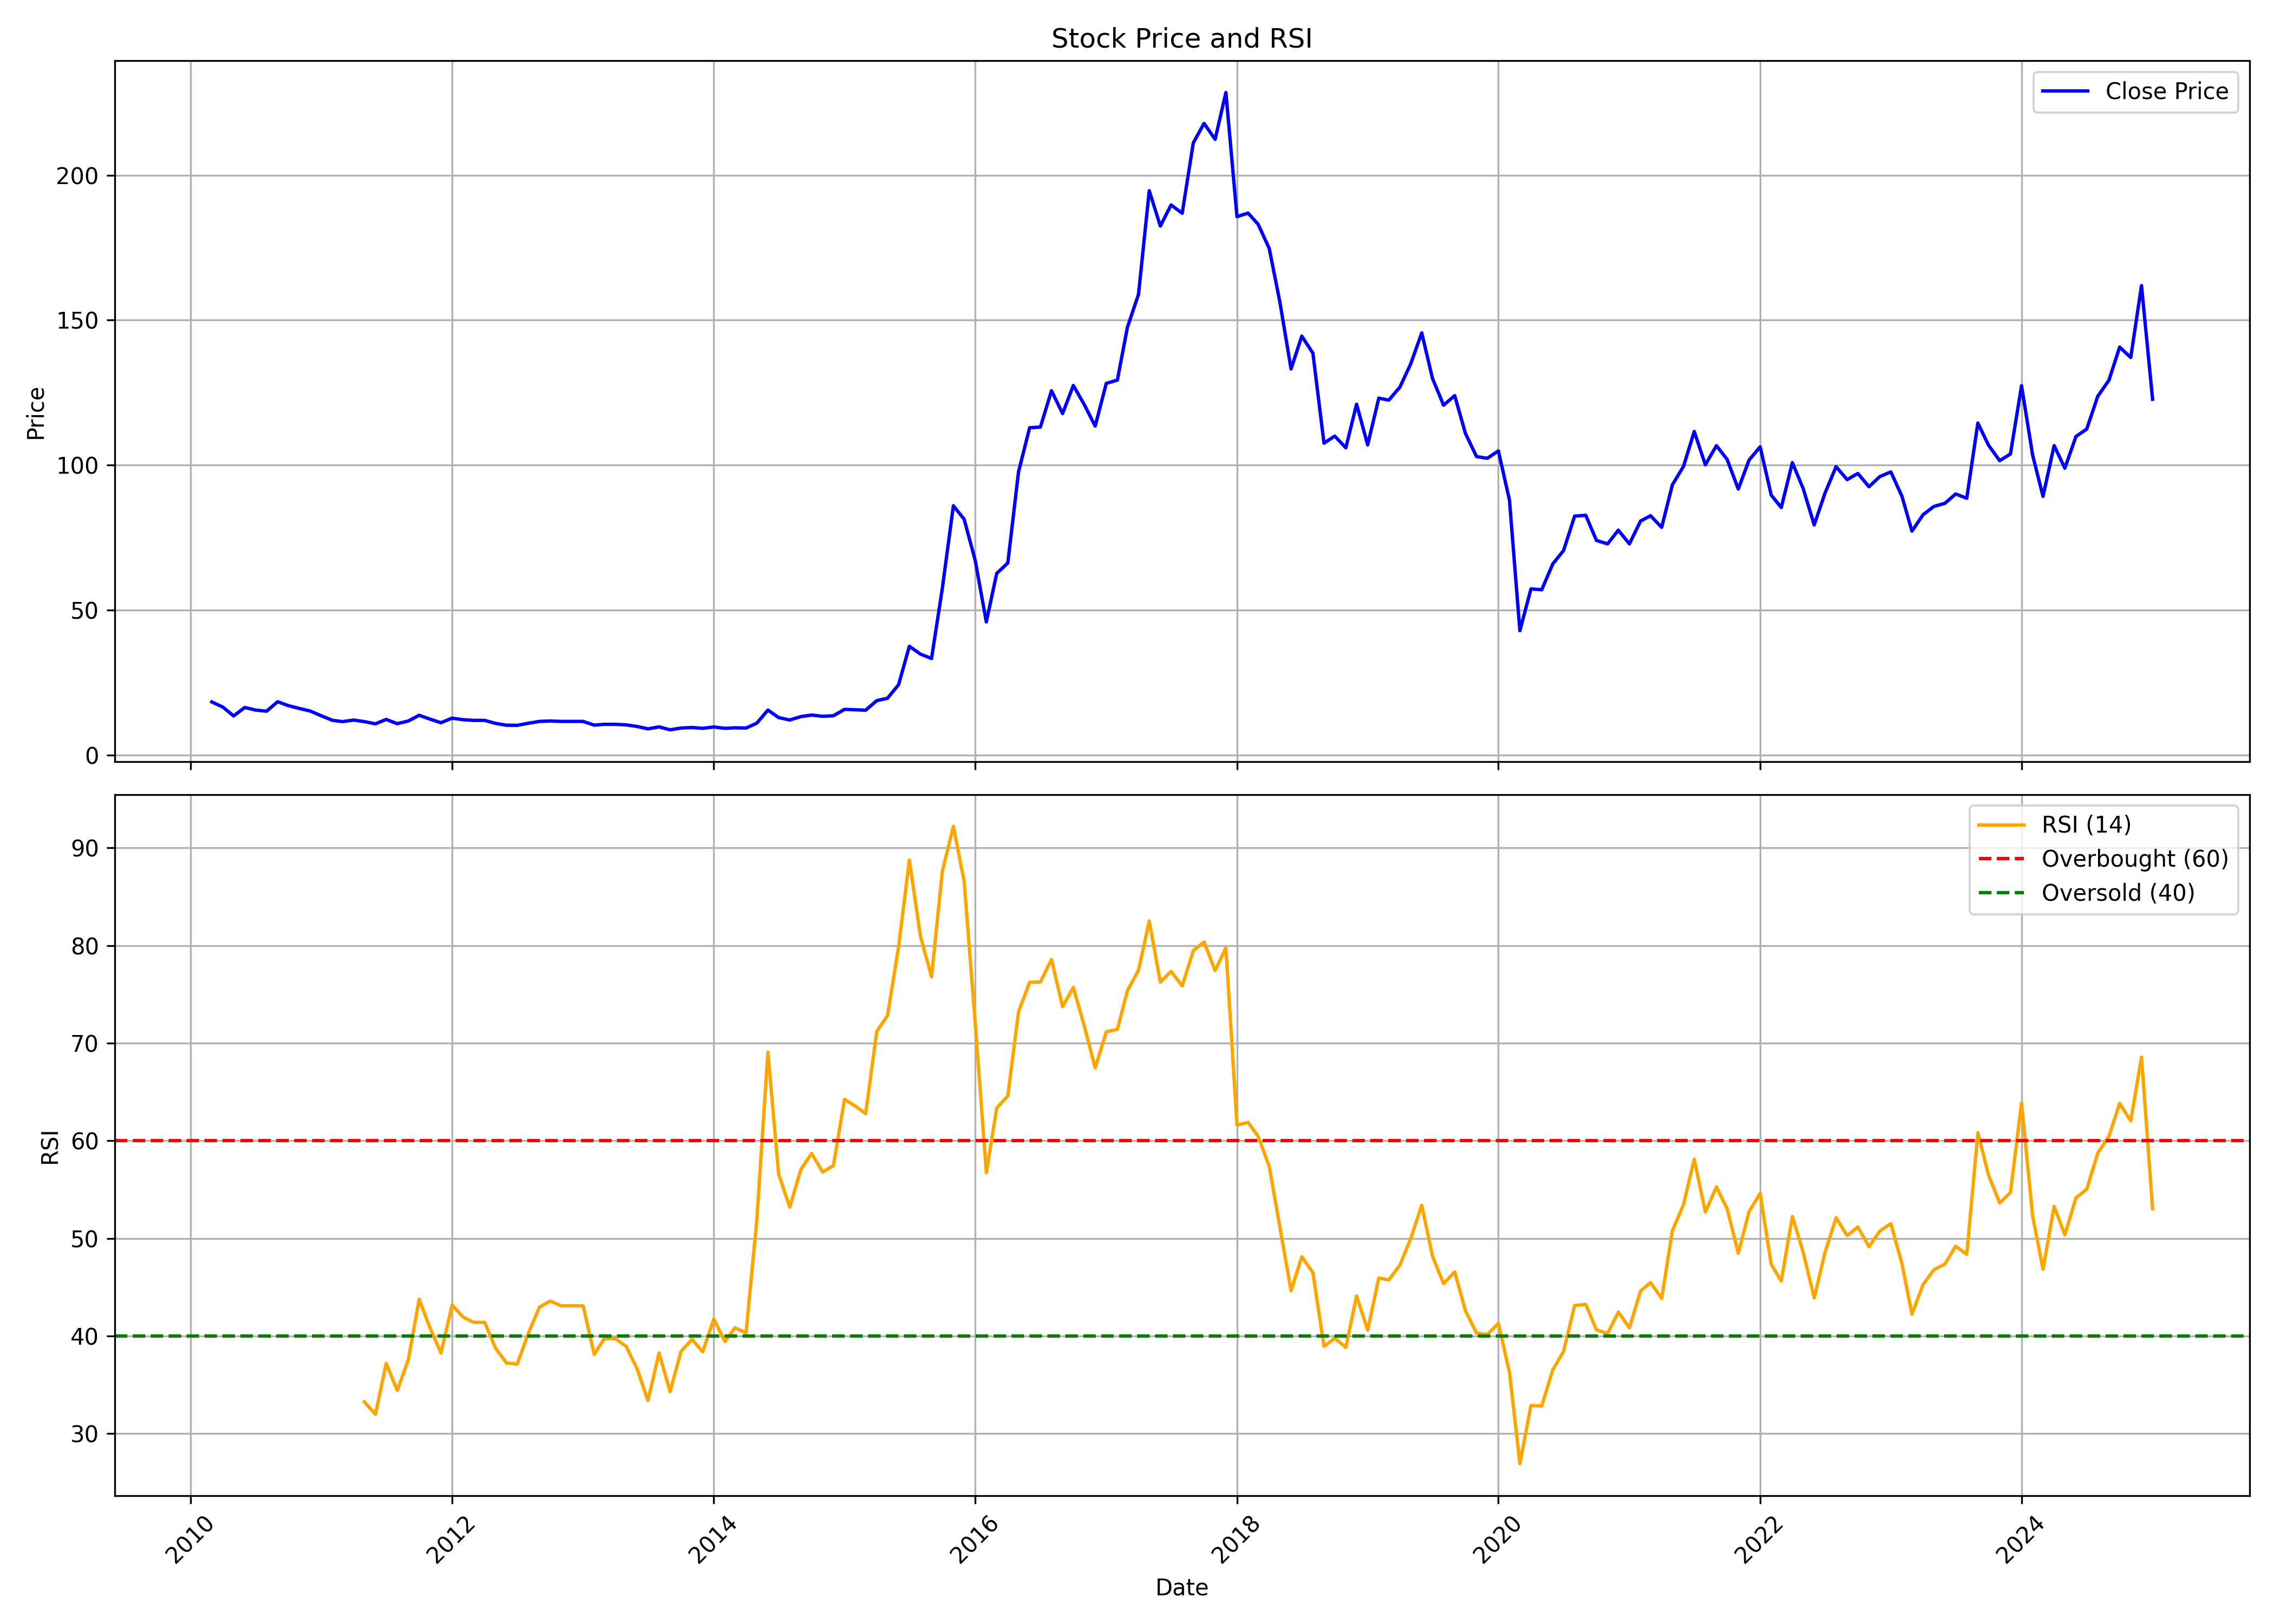 Stock Price and RSI
Close Price
200
150
100
50
0
Price
RSI (14)
Overbought (60)
Oversold (40)
90
80
70
60
50
40
30
RSI
2010
2012
2014
2016
2018
2020
2022
2024
Date